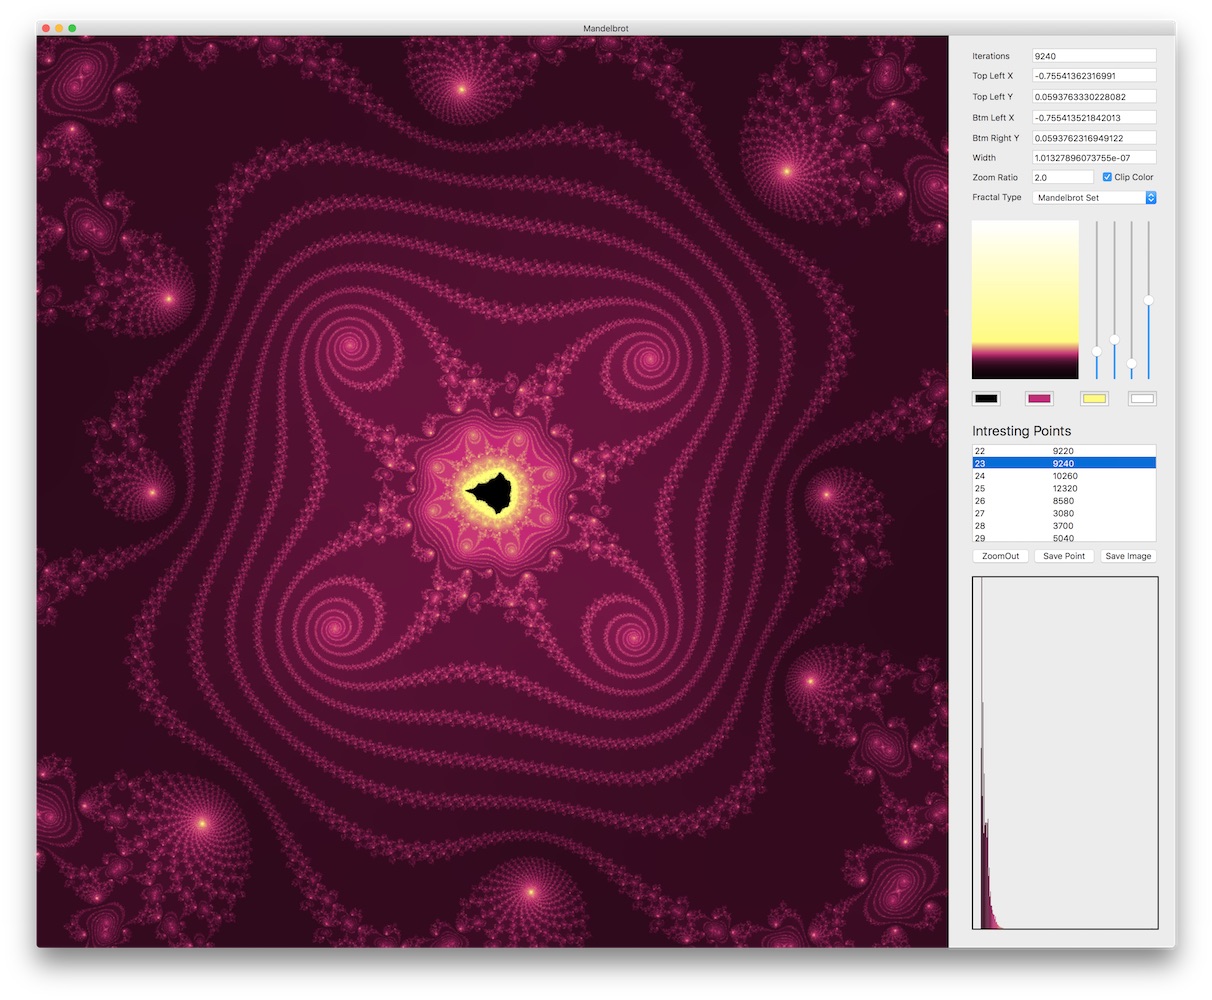 Mandelbrot
Iterations 9240
Top Left X -0.75541362316991
Top Left Y 0.0593763330228082
Btm Left X -0.755413521842013
Btm Right Y 0.0593762316949122
Width 1.01327896073755e-07
Zoom Ratio 2.0 Clip Color
Fractal Type Mandelbrot Set
Intresting Points
22 9220
23 9240
24 10260
25 12320
26 8580
27 3080
28 3700
29 5040
ZoomOut Save Point Save Image